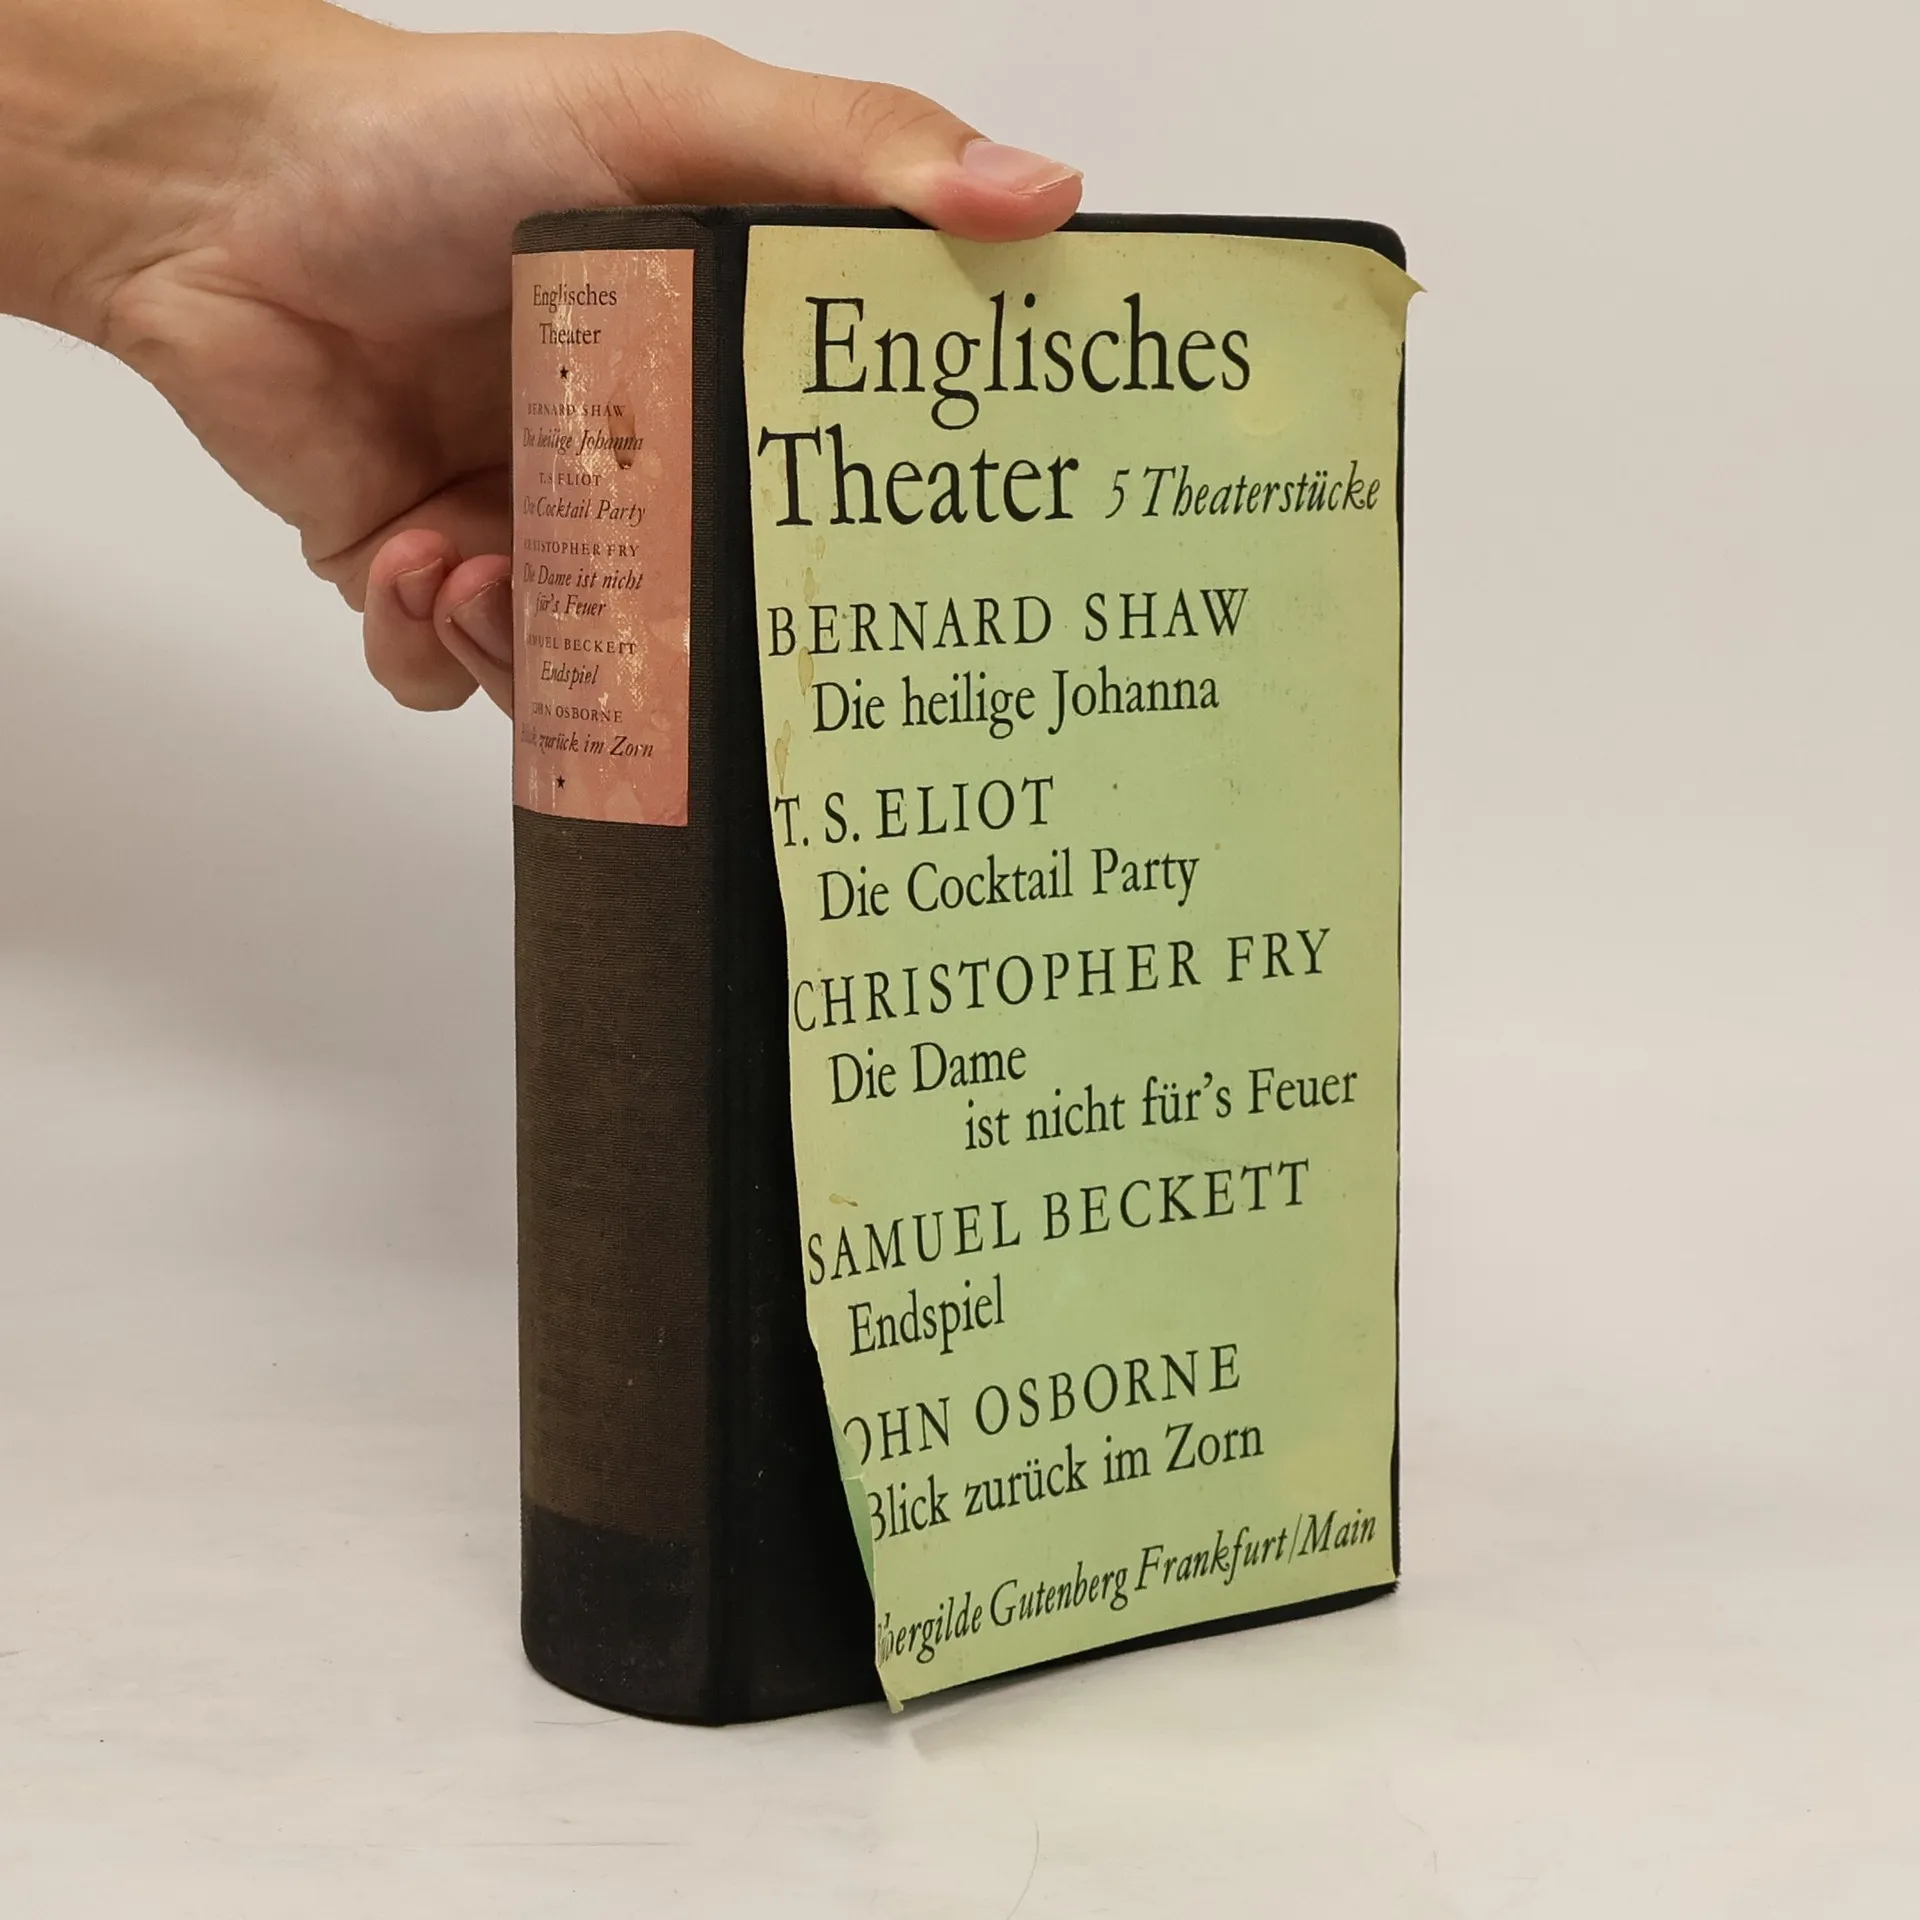 Englisches
Theater
★
BERNARD SHAW
Die heilige Johanna
T. S. ELIOT
Die Cocktail Party
CHRISTOPHER FRY
Die Dame ist nicht
für's Feuer
SAMUEL BECKETT
Endspiel
JOHN OSBORNE
Blick zurück im Zorn
★
Englisches
Theater 5 Theaterstücke
BERNARD SHAW
Die heilige Johanna
T. S. ELIOT
Die Cocktail Party
CHRISTOPHER FRY
Die Dame
ist nicht für's Feuer
SAMUEL BECKETT
Endspiel
OHN OSBORNE
Blick zurück im Zorn
bergilde Gutenberg Frankfurt/Main